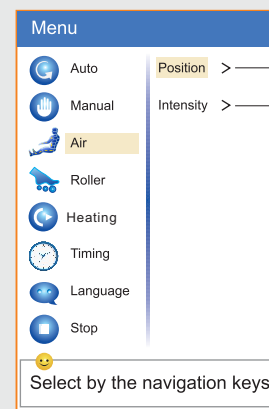 Menu
Auto
Position >
Manual
Intensity >
Air
Roller
Heating
Timing
Language
Stop
Select by the navigation keys